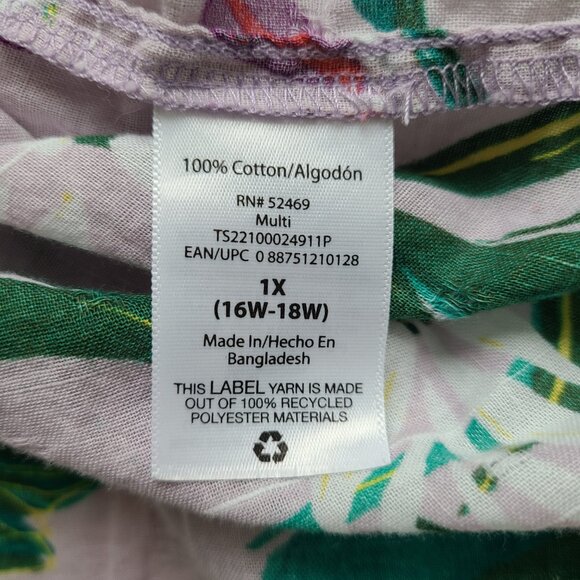 100% Cotton/Algodón
RN# 52469
Multi
TS22100024911P
EAN/UPC 0 88751210128
1X
(16W-18W)
Made In/Hecho En
Bangladesh
THIS LABEL YARN IS MADE
OUT OF 100% RECYCLED
POLYESTER MATERIALS